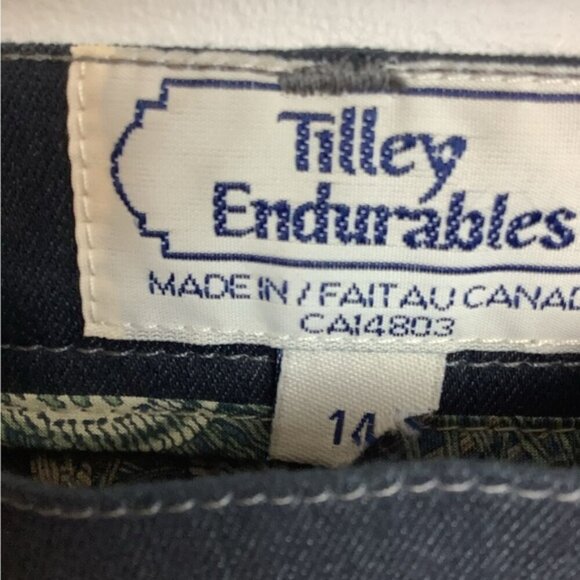 Tilley
Endurables
MADE IN / FAIT AU CANAD
CA14803
14